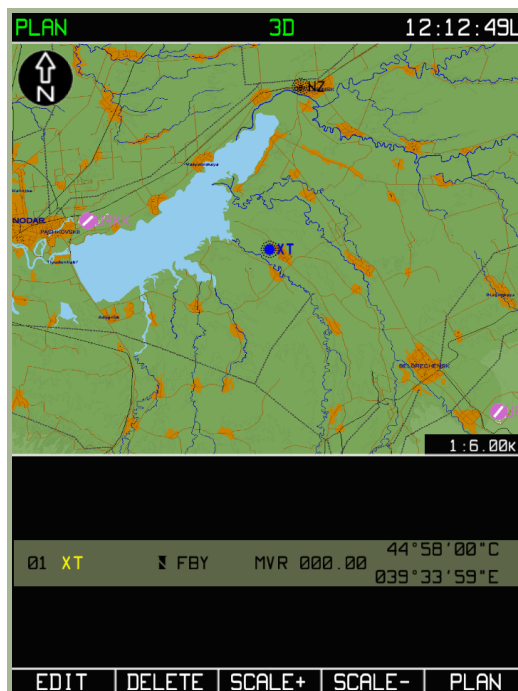 PLAN 3D 12:12:49L
N
NZ
NODAR
PASHKOVSKIJ
XT
BELORECHENSK
1:6.00K
01 XT FBY MVR 000.00 44°58'00"C
039°33'59"E
EDIT DELETE SCALE+ SCALE- PLAN